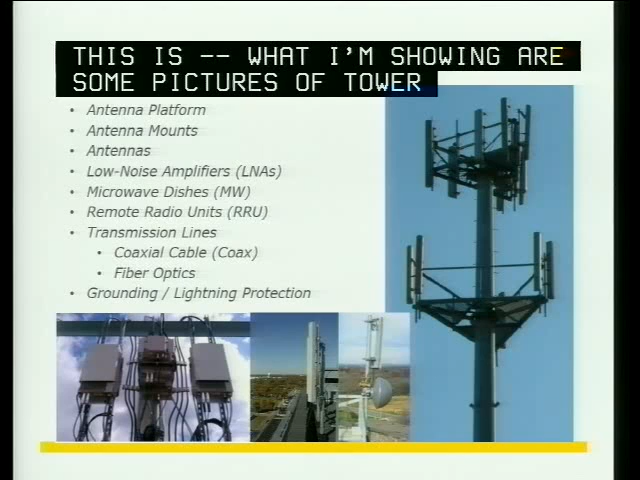 THIS IS -- WHAT I'M SHOWING ARE
SOME PICTURES OF TOWER
• Antenna Platform
• Antenna Mounts
• Antennas
• Low-Noise Amplifiers (LNAs)
• Microwave Dishes (MW)
• Remote Radio Units (RRU)
• Transmission Lines
• Coaxial Cable (Coax)
• Fiber Optics
• Grounding / Lightning Protection